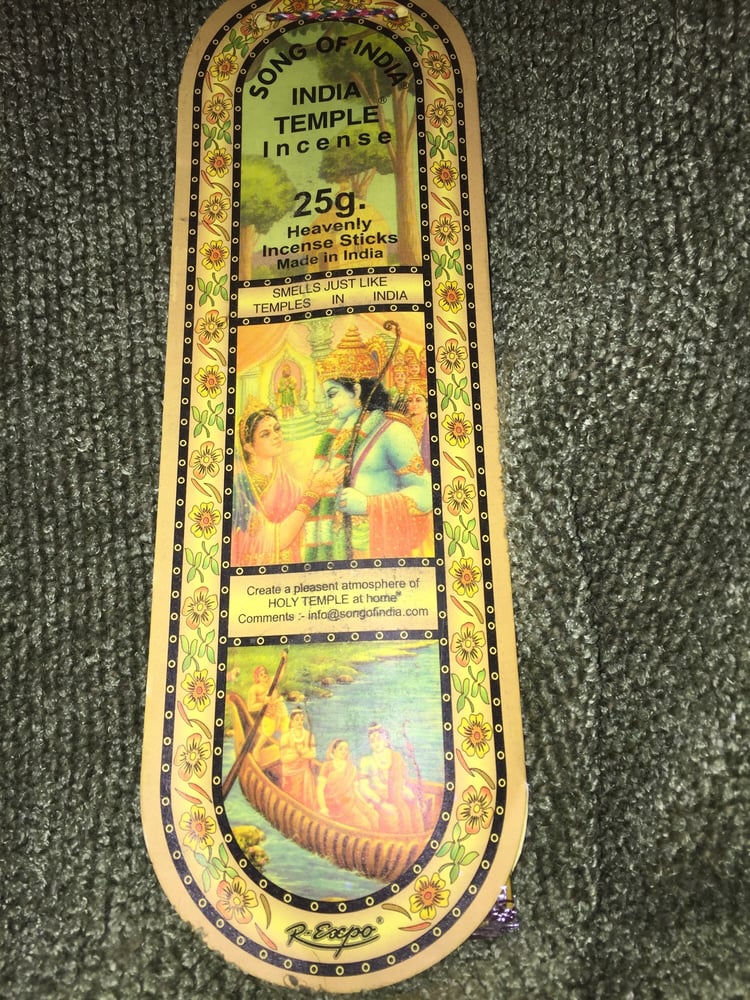 SONG OF INDIA
INDIA
TEMPLE®
Incense
25g.
Heavenly
Incense Sticks
Made in India
SMELLS JUST LIKE
TEMPLES IN INDIA
Create a pleasent atmosphere of
HOLY TEMPLE at home®
Comments :- info@songofindia.com
R-Expo®